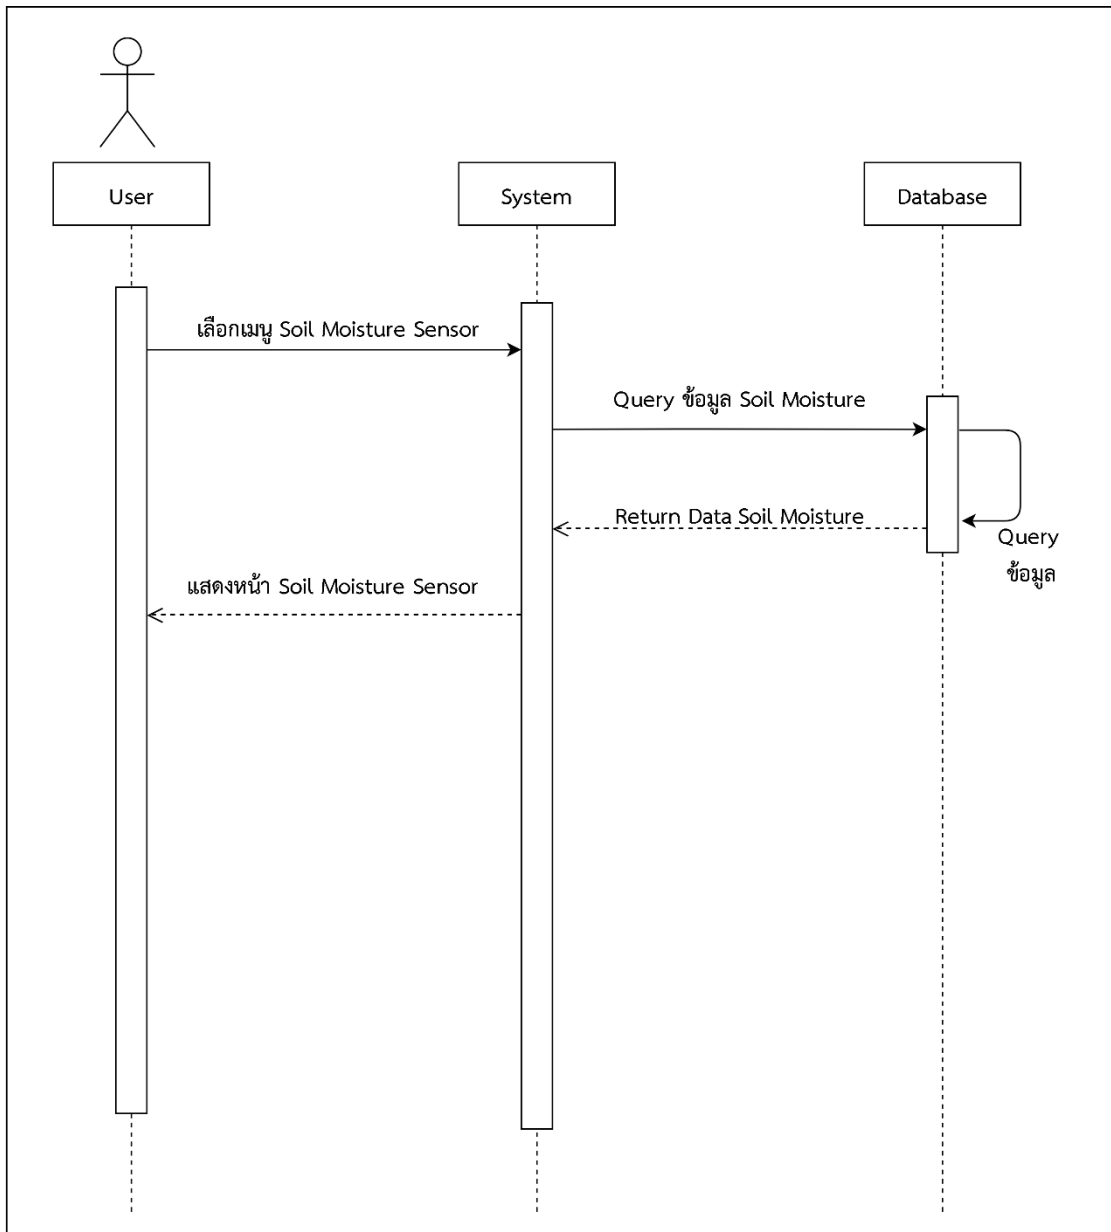 User
System
Database
เลือกเมนู Soil Moisture Sensor
Query ข้อมูล Soil Moisture
Return Data Soil Moisture
Query
ข้อมูล
แสดงหน้า Soil Moisture Sensor